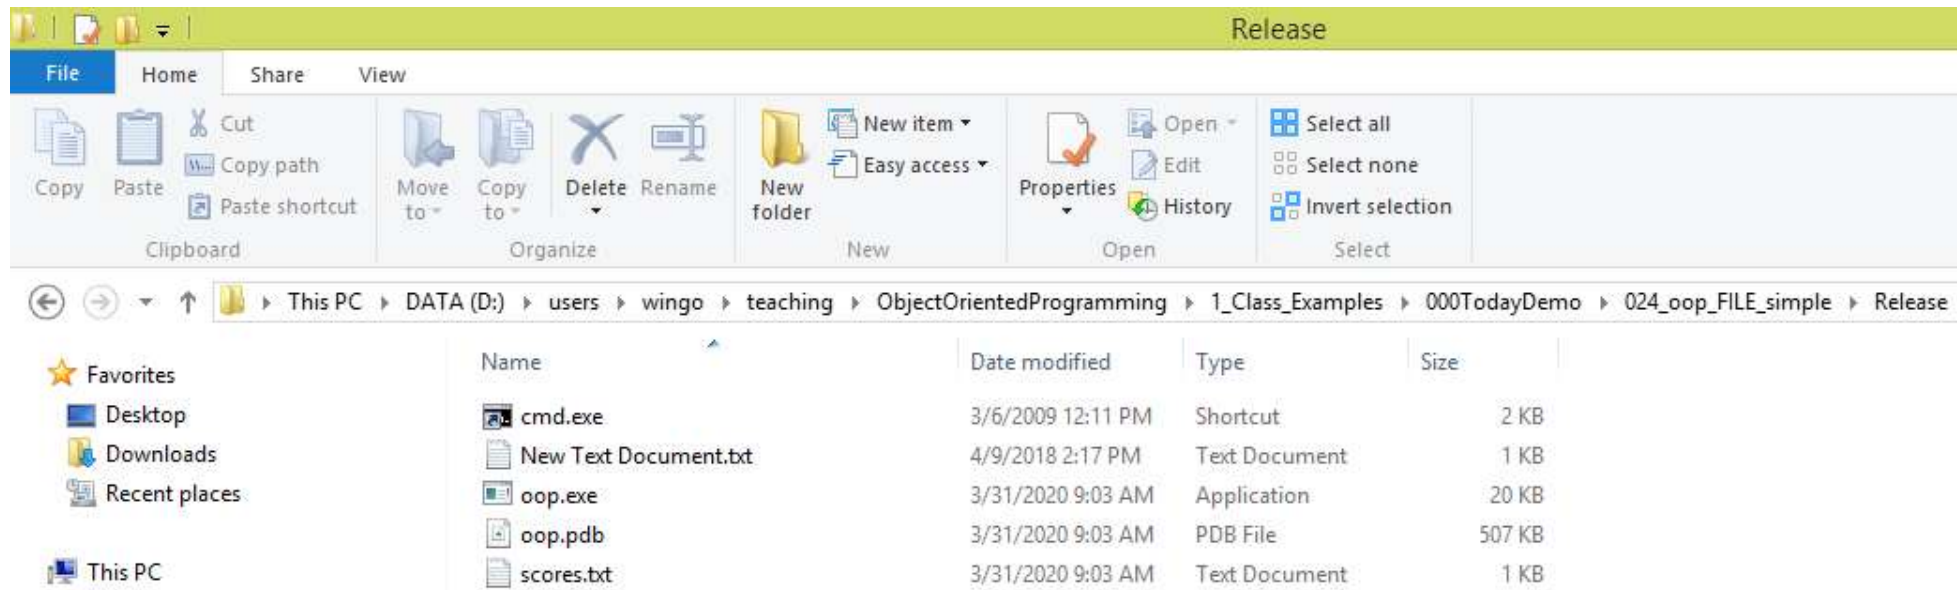 Release
File Home Share View
Copy Paste Cut Copy path Paste shortcut
Move to Copy to Delete Rename
New folder New item Easy access
Properties Open Edit History
Select all Select none Invert selection
Clipboard Organize New Open Select
This PC DATA (D:) users wingo teaching ObjectOrientedProgramming 1_Class_Examples 000TodayDemo 024_oop_FILE_simple Release
Favorites
Desktop
Downloads
Recent places
This PC
Name Date modified Type Size
cmd.exe 3/6/2009 12:11 PM Shortcut 2 KB
New Text Document.txt 4/9/2018 2:17 PM Text Document 1 KB
oop.exe 3/31/2020 9:03 AM Application 20 KB
oop.pdb 3/31/2020 9:03 AM PDB File 507 KB
scores.txt 3/31/2020 9:03 AM Text Document 1 KB